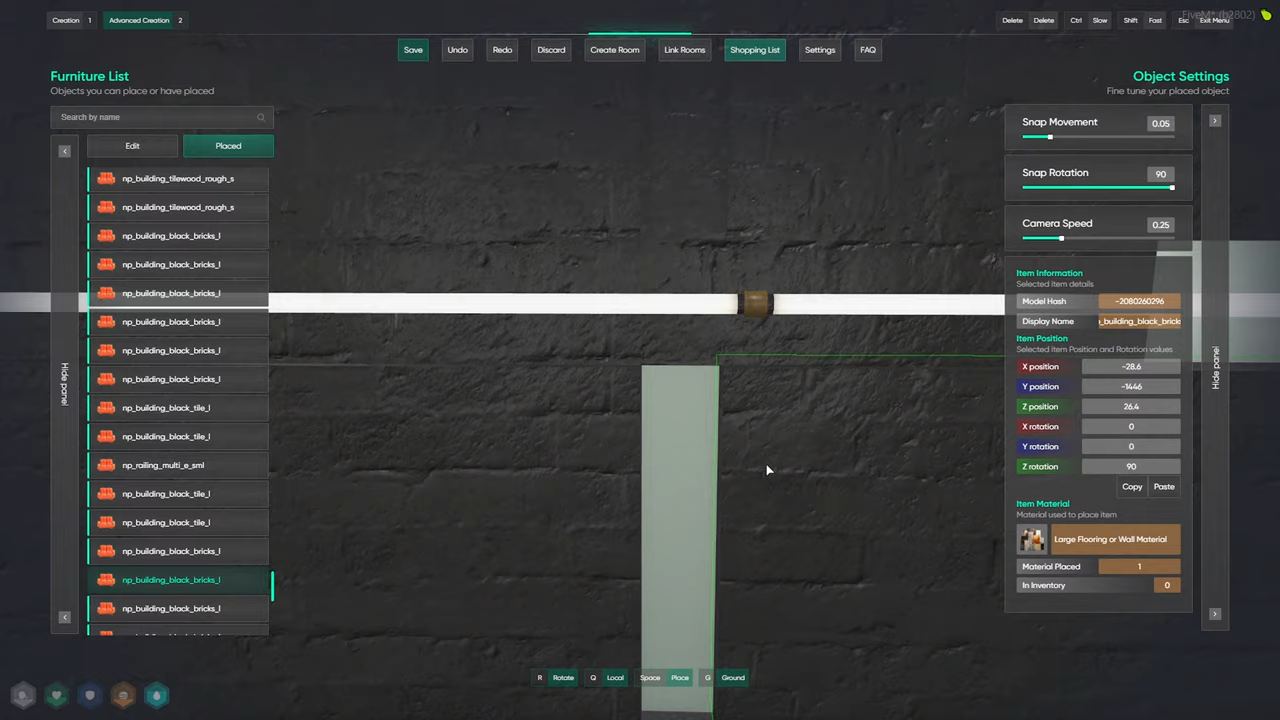 Creation 1 Advanced Creation 2
FiveM* (b2802)
Delete Delete Ctrl Slow Shift Fast Esc Exit Menu
Save Undo Redo Discard Create Room Link Rooms Shopping List Settings FAQ
Furniture List
Objects you can place or have placed
Search by name
Edit Placed
Hide panel
np_building_tilewood_rough_s
np_building_tilewood_rough_s
np_building_black_bricks_l
np_building_black_bricks_l
np_building_black_bricks_l
np_building_black_bricks_l
np_building_black_bricks_l
np_building_black_bricks_l
np_building_black_tile_l
np_building_black_tile_l
np_railing_multi_e_sml
np_building_black_tile_l
np_building_black_tile_l
np_building_black_bricks_l
np_building_black_bricks_l
np_building_black_bricks_l
Object Settings
Fine tune your placed object
Snap Movement 0.05
Snap Rotation 90
Camera Speed 0.25
Item Information
Selected item details
Model Hash -2080260296
Display Name _building_black_bricks
Item Position
Selected item Position and Rotation values
X position -28.6
Y position -1446
Z position 26.4
X rotation 0
Y rotation 0
Z rotation 90
Copy Paste
Item Material
Material used to place item
Large Flooring or Wall Material
Material Placed 1
In Inventory 0
Hide panel
R Rotate Q Local Space Place G Ground